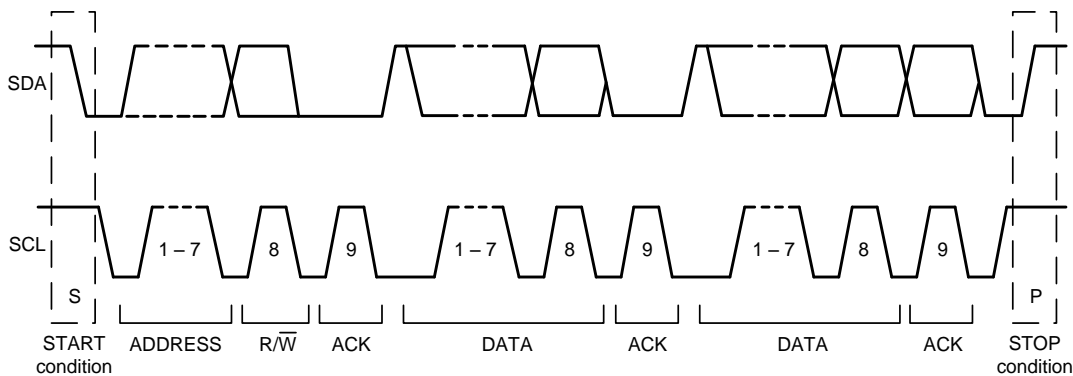 SDA
SCL
1 – 7
8
9
1 – 7
8
9
1 – 7
8
9
S
P
START
condition
ADDRESS
R/W̅
ACK
DATA
ACK
DATA
ACK
STOP
condition